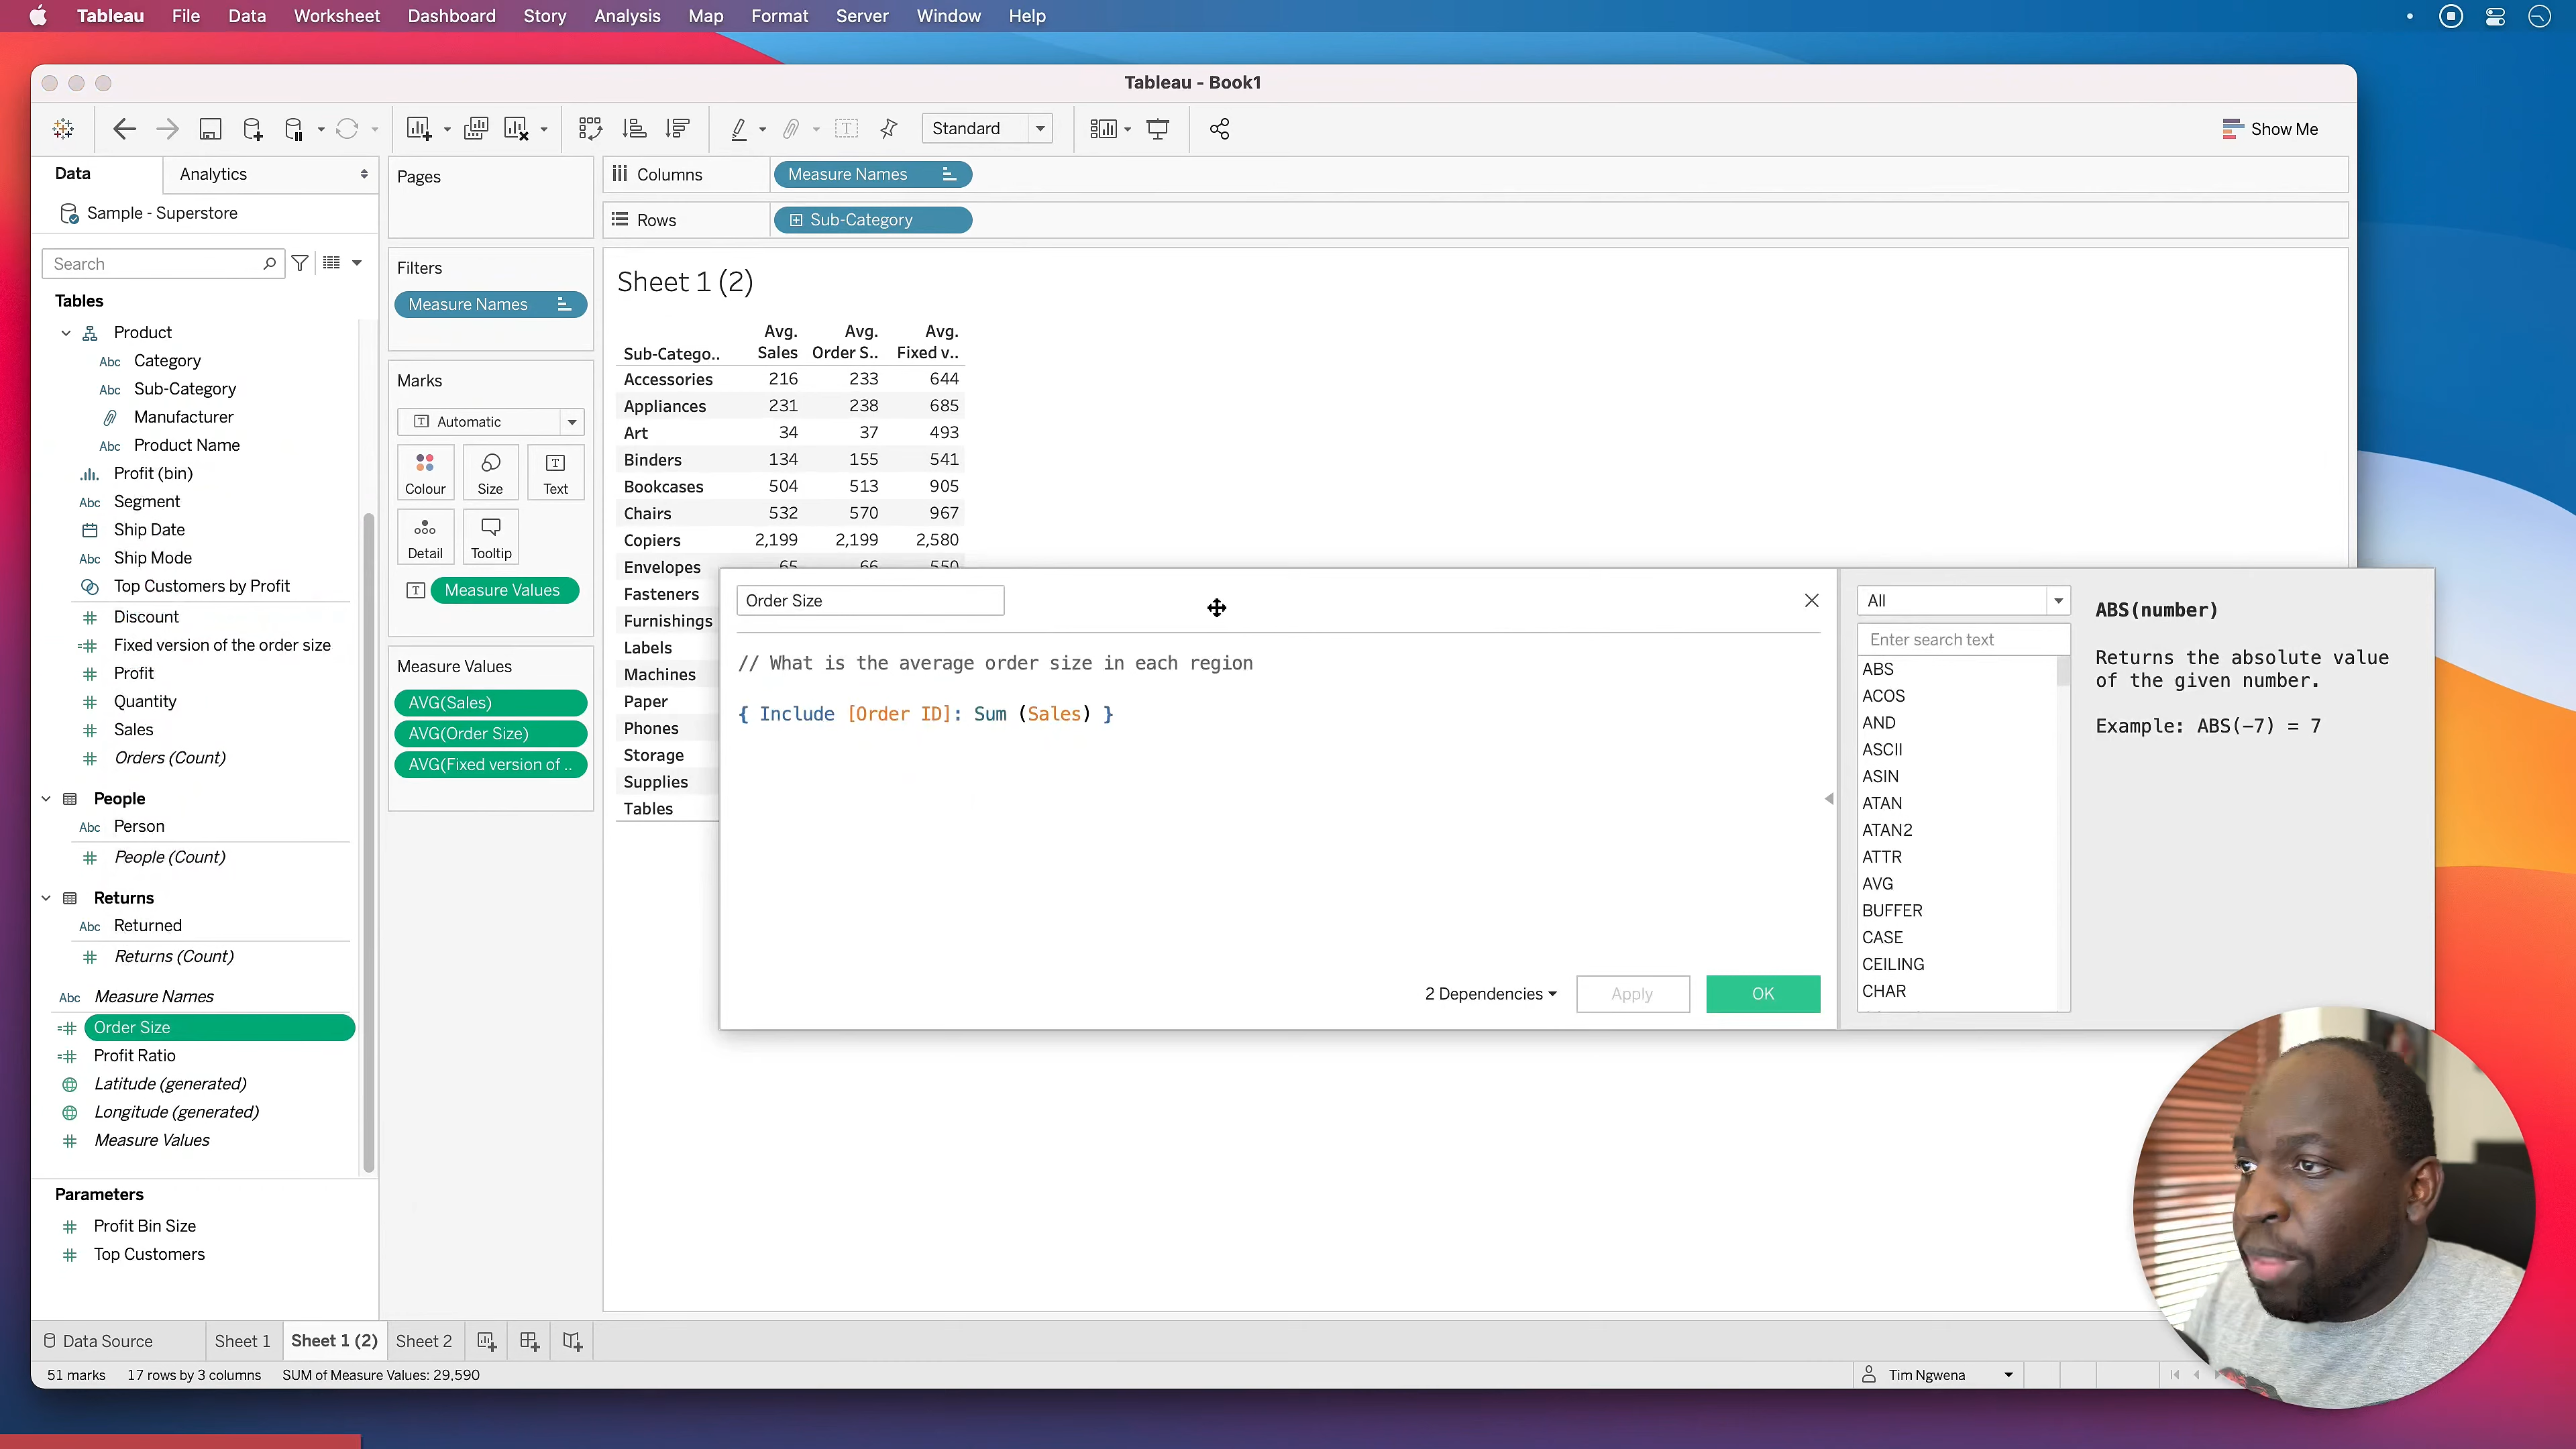 Tableau File Data Worksheet Dashboard Story Analysis Map Format Server Window Help
Tableau - Book1
Standard
Show Me
Data Analytics
Sample - Superstore
Search
Tables
Product
Abc Category
Abc Sub-Category
Manufacturer
Abc Product Name
Profit (bin)
Abc Segment
Ship Date
Abc Ship Mode
Top Customers by Profit
# Discount
=# Fixed version of the order size
# Profit
# Quantity
# Sales
# Orders (Count)
People
Abc Person
# People (Count)
Returns
Abc Returned
# Returns (Count)
Abc Measure Names
=# Order Size
=# Profit Ratio
Latitude (generated)
Longitude (generated)
# Measure Values
Parameters
# Profit Bin Size
# Top Customers
Pages
Filters
Measure Names
Marks
Automatic
Colour Size Text
Detail Tooltip
Measure Values
Measure Values
AVG(Sales)
AVG(Order Size)
AVG(Fixed version of ..
Columns Measure Names
Rows Sub-Category
Sheet 1 (2)
Avg. Avg. Avg.
Sub-Catego.. Sales Order S.. Fixed v..
Accessories 216 233 644
Appliances 231 238 685
Art 34 37 493
Binders 134 155 541
Bookcases 504 513 905
Chairs 532 570 967
Copiers 2,199 2,199 2,580
Envelopes 65 66 550
Fasteners
Furnishings
Labels
Machines
Paper
Phones
Storage
Supplies
Tables
Order Size
// What is the average order size in each region
{ Include [Order ID]: Sum (Sales) }
2 Dependencies Apply OK
All
Enter search text
ABS
ACOS
AND
ASCII
ASIN
ATAN
ATAN2
ATTR
AVG
BUFFER
CASE
CEILING
CHAR
ABS(number)
Returns the absolute value
of the given number.
Example: ABS(-7) = 7
Data Source Sheet 1 Sheet 1 (2) Sheet 2
51 marks 17 rows by 3 columns SUM of Measure Values: 29,590
Tim Ngwena